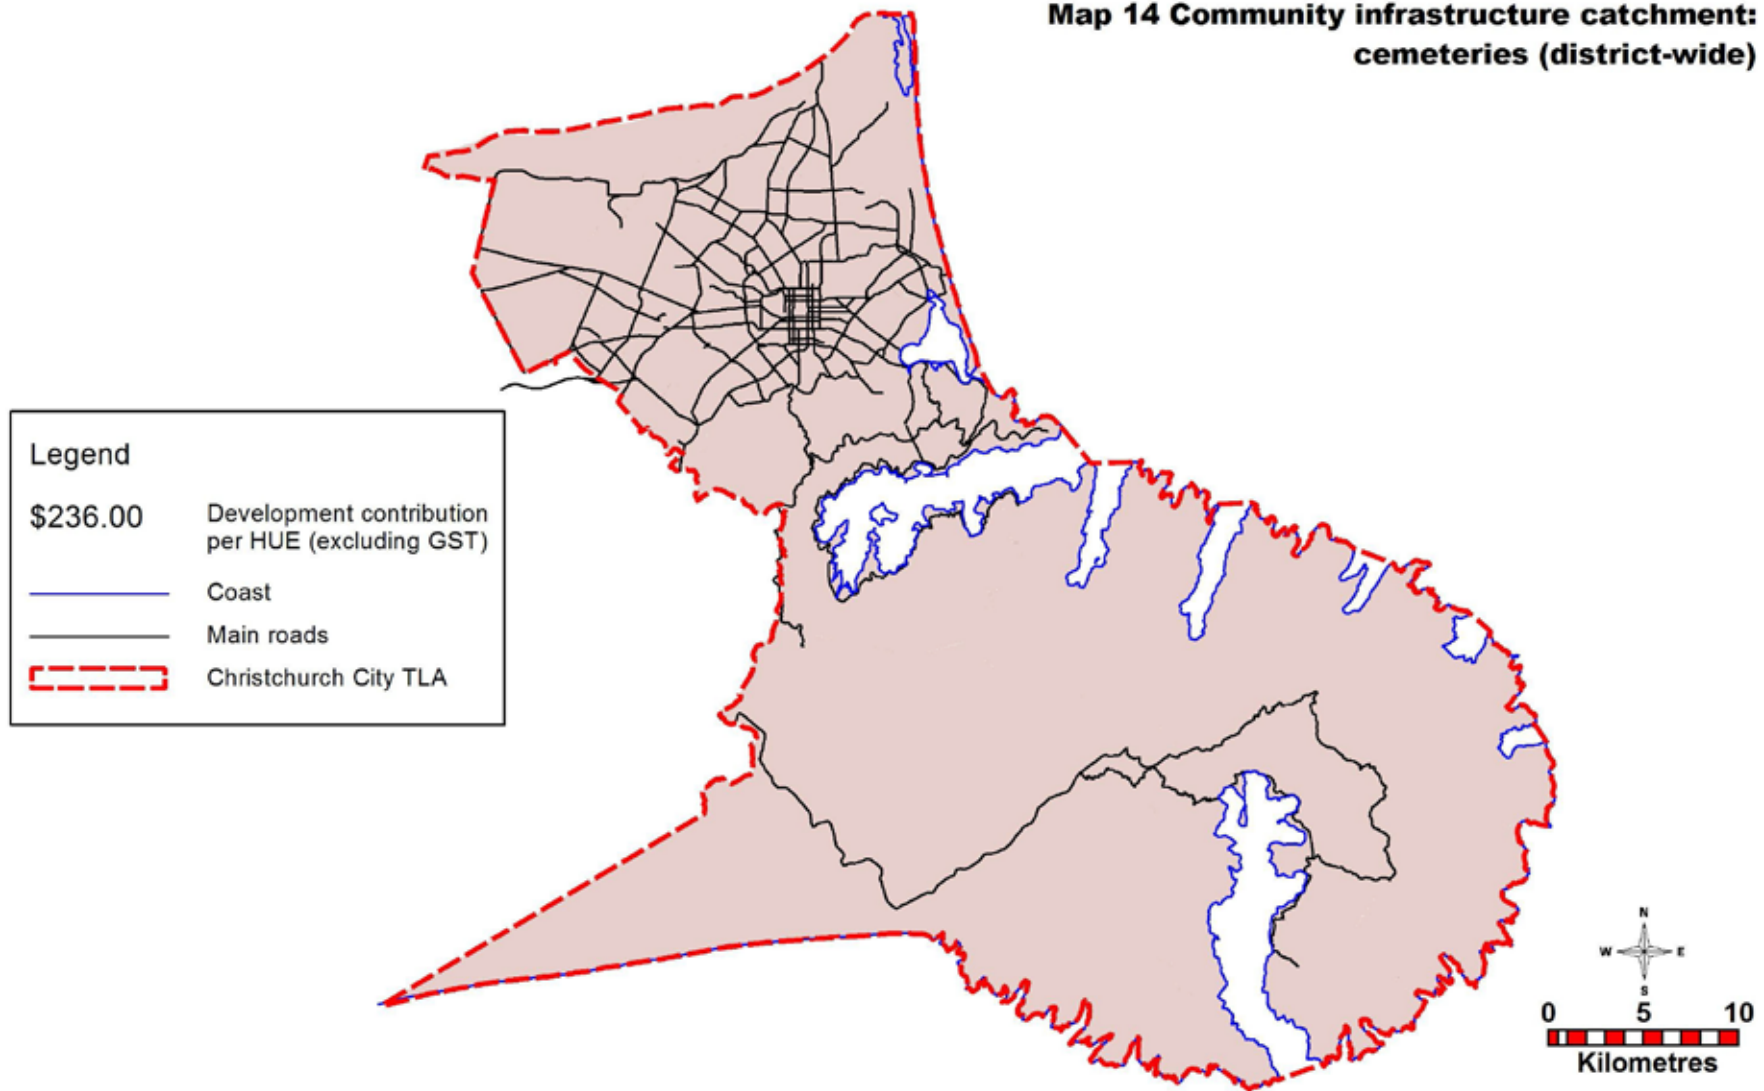 Map 14 Community infrastructure catchment:
cemeteries (district-wide)
Legend
$236.00
Development contribution
per HUE (excluding GST)
Coast
Main roads
Christchurch City TLA
N
W E
S
0 5 10
Kilometres